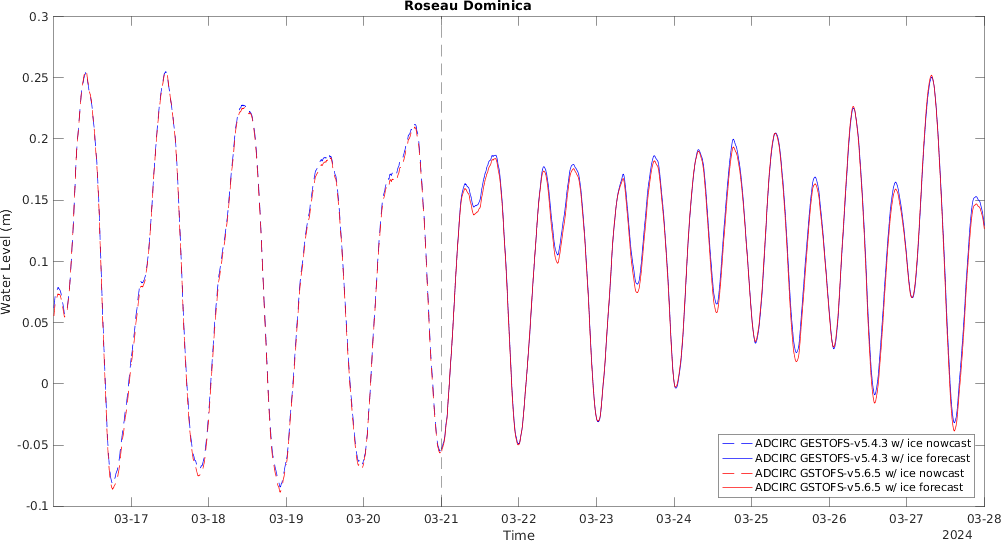 Roseau Dominica
0.3
0.25
0.2
0.15
0.1
0.05
0
-0.05
-0.1
Water Level (m)
ADCIRC GESTOFS-v5.4.3 w/ ice nowcast
ADCIRC GESTOFS-v5.4.3 w/ ice forecast
ADCIRC GSTOFS-v5.6.5 w/ ice nowcast
ADCIRC GSTOFS-v5.6.5 w/ ice forecast
03-17 03-18 03-19 03-20 03-21 03-22 03-23 03-24 03-25 03-26 03-27 03-28
Time
2024